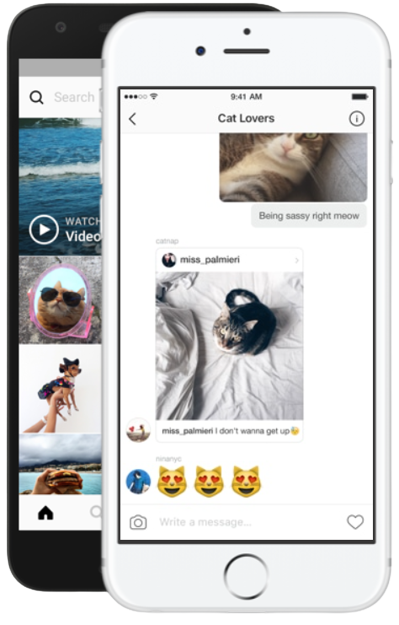 Search
WATCH
Video
9:41 AM
Cat Lovers
Being sassy right meow
catnap
miss_palmieri
miss_palmieri I don't wanna get up
ninanyc
Write a message...